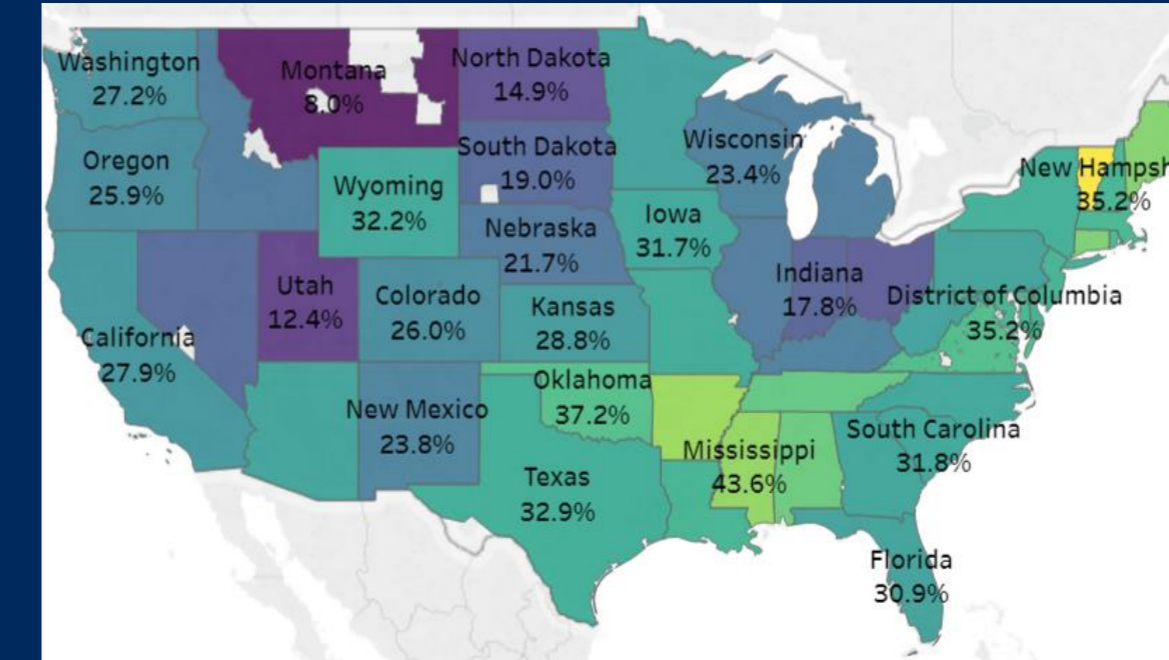 Washington
27.2%
Montana
8.0%
North Dakota
14.9%
Oregon
25.9%
Wyoming
32.2%
South Dakota
19.0%
Wisconsin
23.4%
New Hampsh
35.2%
Nebraska
21.7%
Iowa
31.7%
Utah
12.4%
Colorado
26.0%
Kansas
28.8%
Indiana
17.8%
District of Columbia
35.2%
California
27.9%
New Mexico
23.8%
Oklahoma
37.2%
Mississippi
43.6%
South Carolina
31.8%
Texas
32.9%
Florida
30.9%